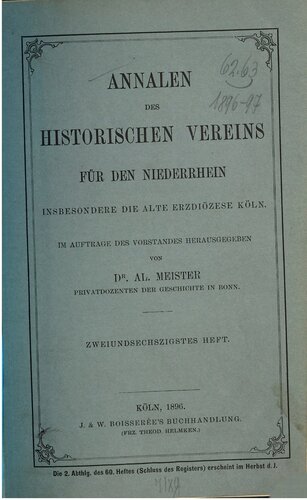 62.63
1896-97
ANNALEN
DES
HISTORISCHEN VEREINS
FÜR DEN NIEDERRHEIN
INSBESONDERE DIE ALTE ERZDIÖZESE KÖLN.
IM AUFTRAGE DES VORSTANDES HERAUSGEGEBEN
VON
DR. AL. MEISTER
PRIVATDOZENTEN DER GESCHICHTE IN BONN.
ZWEIUNDSECHSZIGSTES HEFT.
KÖLN, 1896.
J. & W. BOISSERÉE'S BUCHHANDLUNG.
(FRZ. THEOD. HELMKEN.)
Die 2. Abthlg. des 60. Heftes (Schluss des Registers) erscheint im Herbst d. J.